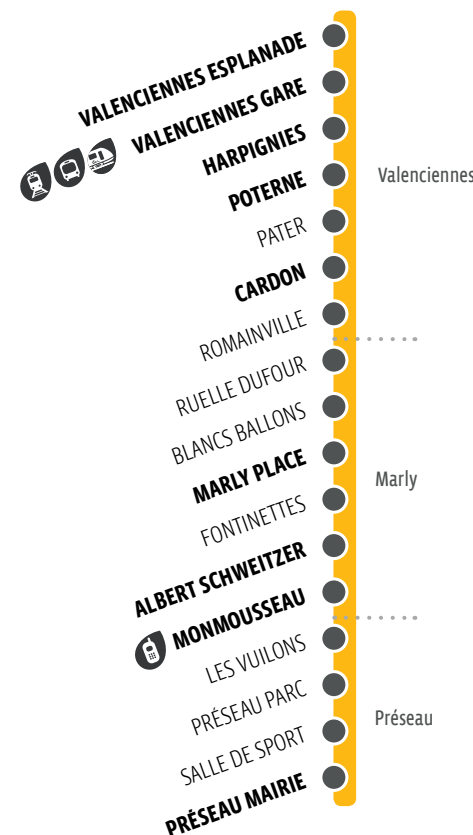 VALENCIENNES ESPLANADE
VALENCIENNES GARE
HARPIGNIES
POTERNE
Valenciennes
PATER
CARDON
ROMAINVILLE
RUELLE DUFOUR
BLANCS BALLONS
MARLY PLACE
Marly
FONTINETTES
ALBERT SCHWEITZER
MONMOUSSEAU
LES VUILONS
PRÉSEAU PARC
Préseau
SALLE DE SPORT
PRÉSEAU MAIRIE